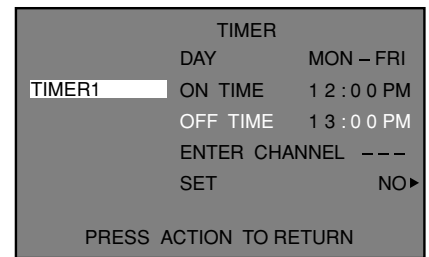 TIMER
DAY MON – FRI
TIMER1 ON TIME 12:00 PM
OFF TIME 13:00 PM
ENTER CHANNEL – – –
SET NO ▶
PRESS ACTION TO RETURN